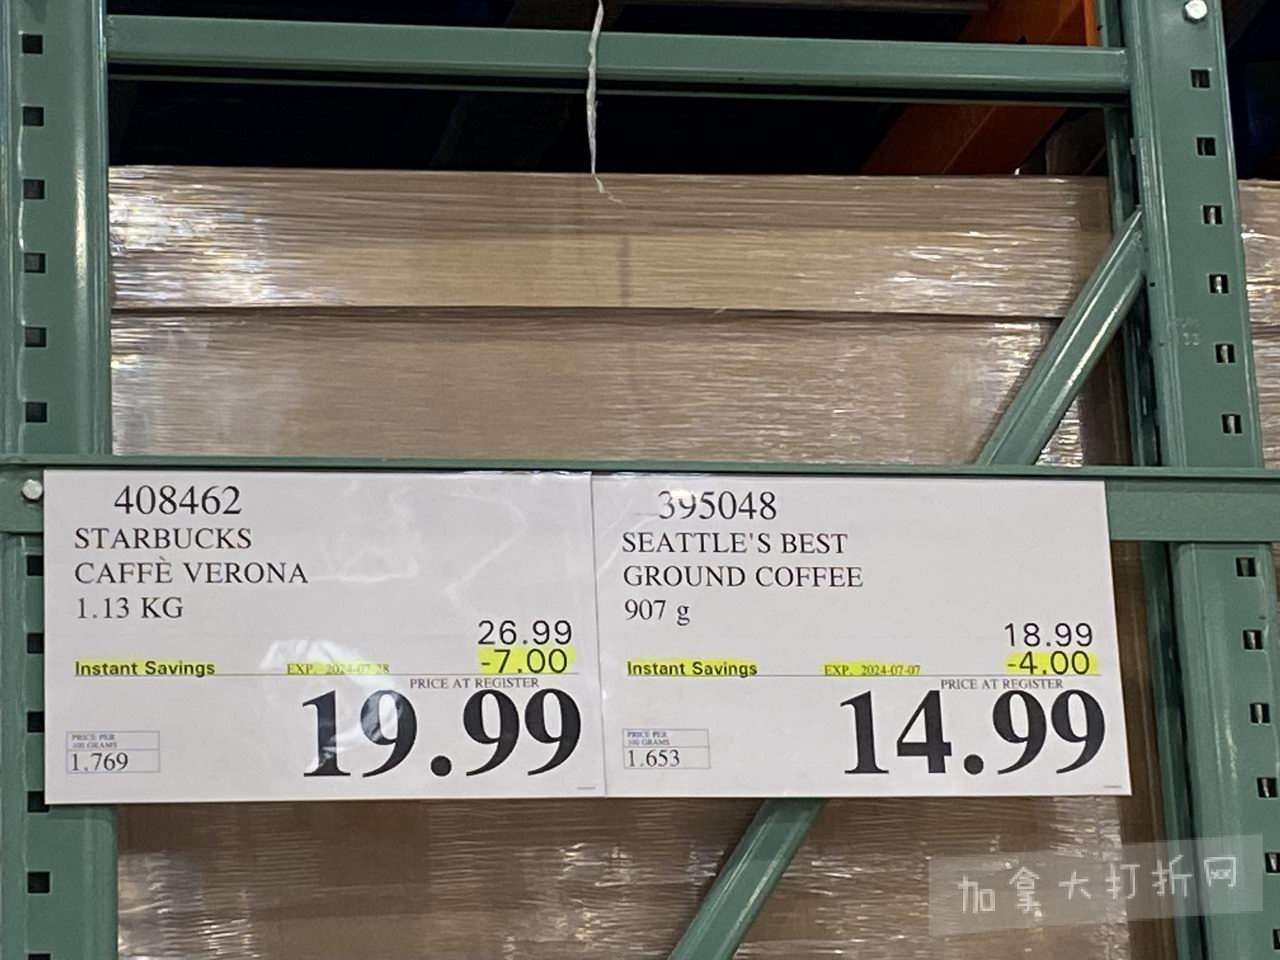 408462
STARBUCKS
CAFFÈ VERONA
1.13 KG
26.99
Instant Savings EXP. 2024-07-28 -7.00
PRICE AT REGISTER
19.99
PRICE PER
100 GRAMS
1,769
395048
SEATTLE'S BEST
GROUND COFFEE
907 g
18.99
Instant Savings EXP. 2024-07-07 -4.00
PRICE AT REGISTER
14.99
PRICE PER
100 GRAMS
1.653
加拿大打折网